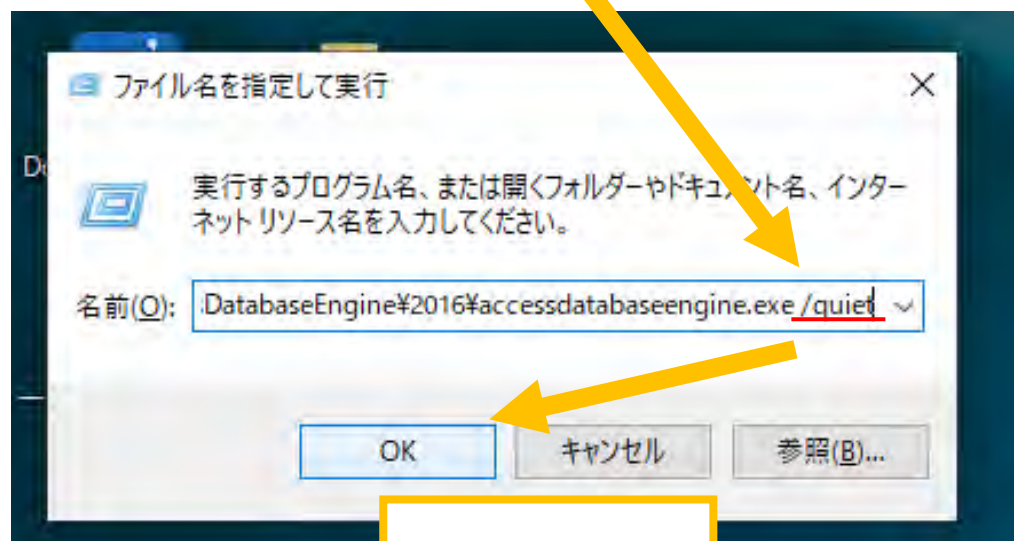 ファイル名を指定して実行
実行するプログラム名、または開くフォルダーやドキュメント名、インター
ネット リソース名を入力してください。
名前(O): :DatabaseEngine¥2016¥accessdatabaseengine.exe /quiet
OK キャンセル 参照(B)...